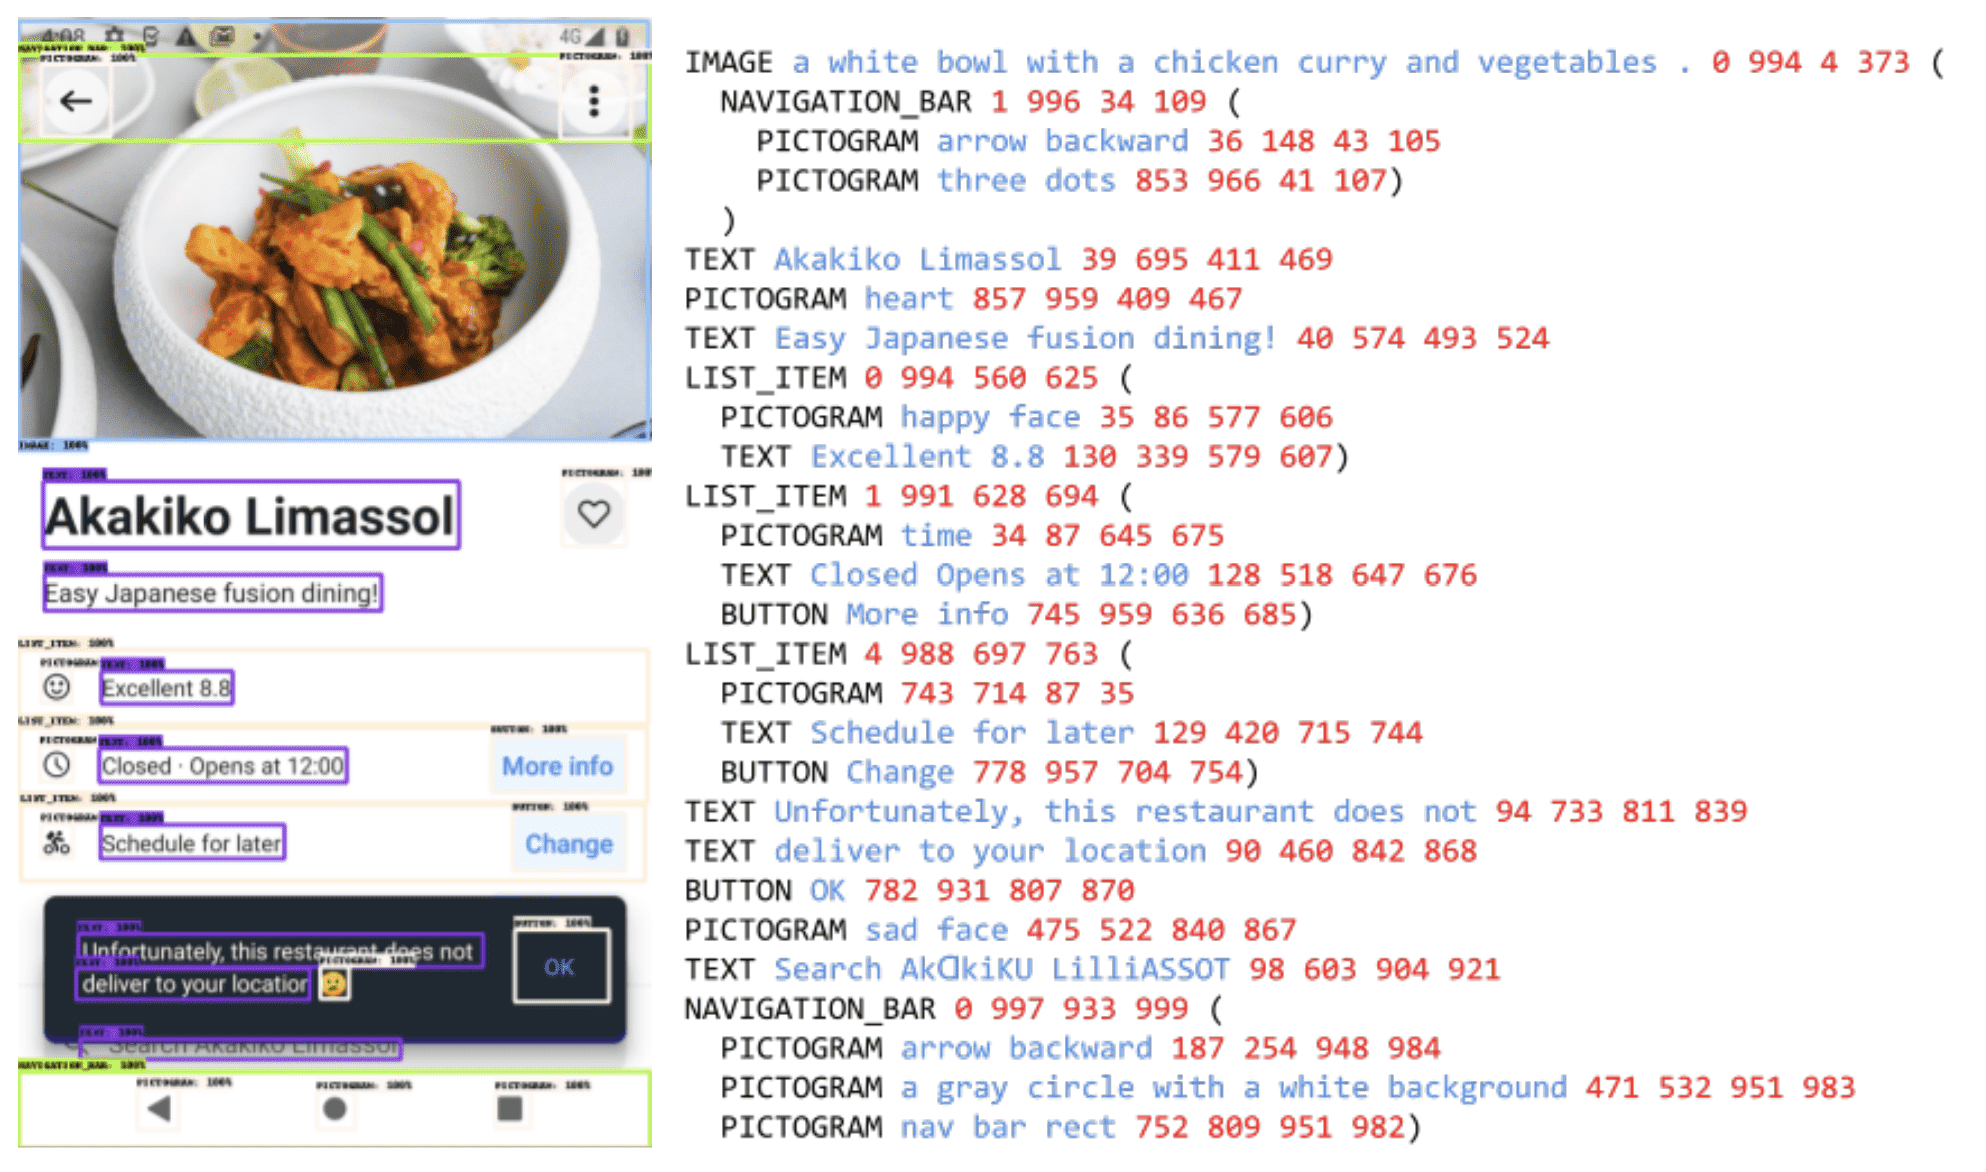 4:08
4G
NAVIGATION_BAR: 100%
PICTOGRAM: 100%
PICTOGRAM: 100%
IMAGE: 100%
TEXT: 100%
PICTOGRAM: 100%
Akakiko Limassol
TEXT: 100%
Easy Japanese fusion dining!
LIST_ITEM: 100%
PICTOGRAM
TEXT: 100%
Excellent 8.8
LIST_ITEM: 100%
PICTOGRAM
TEXT: 100%
BUTTON: 100%
Closed · Opens at 12:00
More info
LIST_ITEM: 100%
PICTOGRAM
TEXT: 100%
BUTTON: 100%
Schedule for later
Change
TEXT: 100%
BUTTON: 100%
Unfortunately, this restaurant does not
TEXT: 100%
PICTOGRAM: 100%
deliver to your location
OK
TEXT: 100%
Search Akakiko Limassol
NAVIGATION_BAR: 100%
PICTOGRAM: 100%
PICTOGRAM: 100%
PICTOGRAM: 100%
IMAGE a white bowl with a chicken curry and vegetables . 0 994 4 373 (
NAVIGATION_BAR 1 996 34 109 (
PICTOGRAM arrow backward 36 148 43 105
PICTOGRAM three dots 853 966 41 107)
)
TEXT Akakiko Limassol 39 695 411 469
PICTOGRAM heart 857 959 409 467
TEXT Easy Japanese fusion dining! 40 574 493 524
LIST_ITEM 0 994 560 625 (
PICTOGRAM happy face 35 86 577 606
TEXT Excellent 8.8 130 339 579 607)
LIST_ITEM 1 991 628 694 (
PICTOGRAM time 34 87 645 675
TEXT Closed Opens at 12:00 128 518 647 676
BUTTON More info 745 959 636 685)
LIST_ITEM 4 988 697 763 (
PICTOGRAM 743 714 87 35
TEXT Schedule for later 129 420 715 744
BUTTON Change 778 957 704 754)
TEXT Unfortunately, this restaurant does not 94 733 811 839
TEXT deliver to your location 90 460 842 868
BUTTON OK 782 931 807 870
PICTOGRAM sad face 475 522 840 867
TEXT Search AkᗡkiKU LilliASSOT 98 603 904 921
NAVIGATION_BAR 0 997 933 999 (
PICTOGRAM arrow backward 187 254 948 984
PICTOGRAM a gray circle with a white background 471 532 951 983
PICTOGRAM nav bar rect 752 809 951 982)